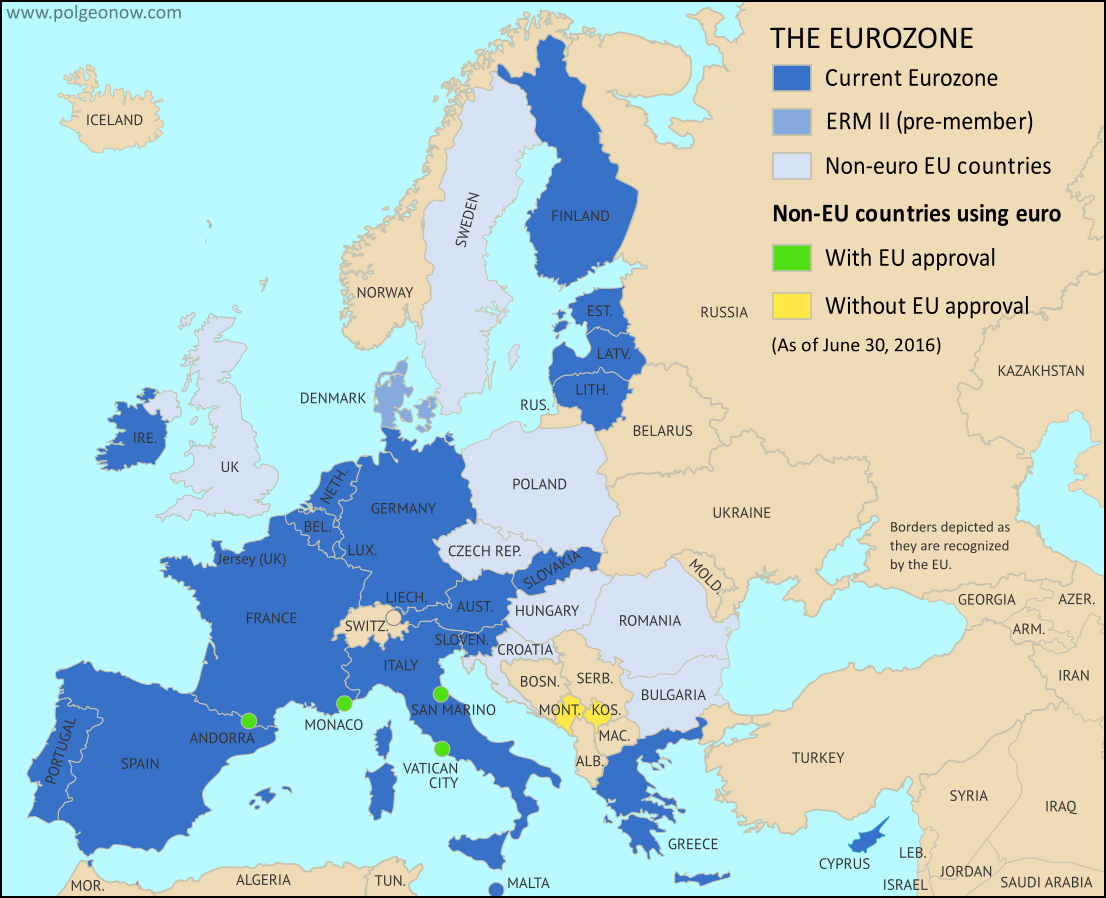 www.polgeonow.com
THE EUROZONE
Current Eurozone
ERM II (pre-member)
Non-euro EU countries
Non-EU countries using euro
With EU approval
Without EU approval
(As of June 30, 2016)
ICELAND
SWEDEN
FINLAND
NORWAY
RUSSIA
EST.
LATV.
LITH.
KAZAKHSTAN
DENMARK
RUS.
BELARUS
IRE.
UK
NETH.
POLAND
GERMANY
UKRAINE
BEL.
Borders depicted as
they are recognized
by the EU.
Jersey (UK)
LUX.
CZECH REP.
SLOVAKIA
MOLD.
LIECH.
AUST.
HUNGARY
GEORGIA
AZER.
FRANCE
SWITZ.
ROMANIA
ARM.
SLOVEN.
CROATIA
ITALY
IRAN
BOSN.
SERB.
BULGARIA
SAN MARINO
MONT.
KOS.
MONACO
ANDORRA
MAC.
PORTUGAL
SPAIN
ALB.
TURKEY
VATICAN
CITY
SYRIA
IRAQ
GREECE
CYPRUS
LEB.
JORDAN
MOR.
ALGERIA
TUN.
MALTA
ISRAEL
SAUDI ARABIA